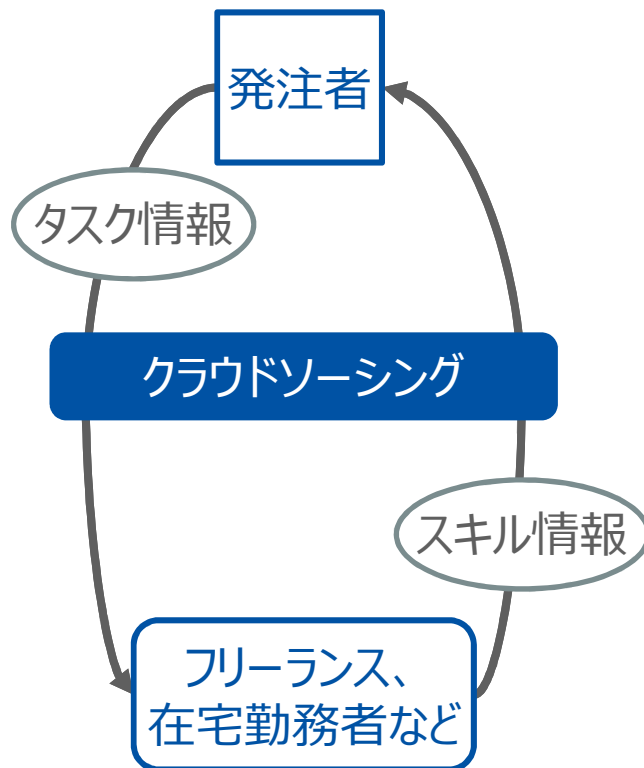 発注者
タスク情報
クラウドソーシング
スキル情報
フリーランス、
在宅勤務者など